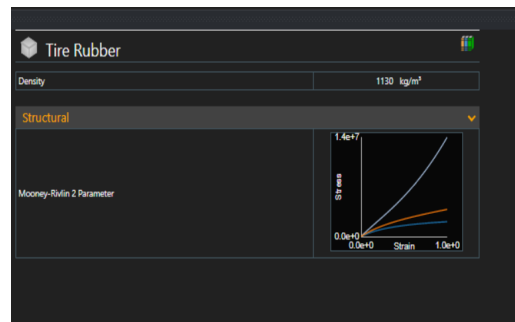 Tire Rubber
Density 1130 kg/m³
Structural
Mooney-Rivlin 2 Parameter
1.4e+7
Stress
0.0e+0
0.0e+0 Strain 1.0e+0